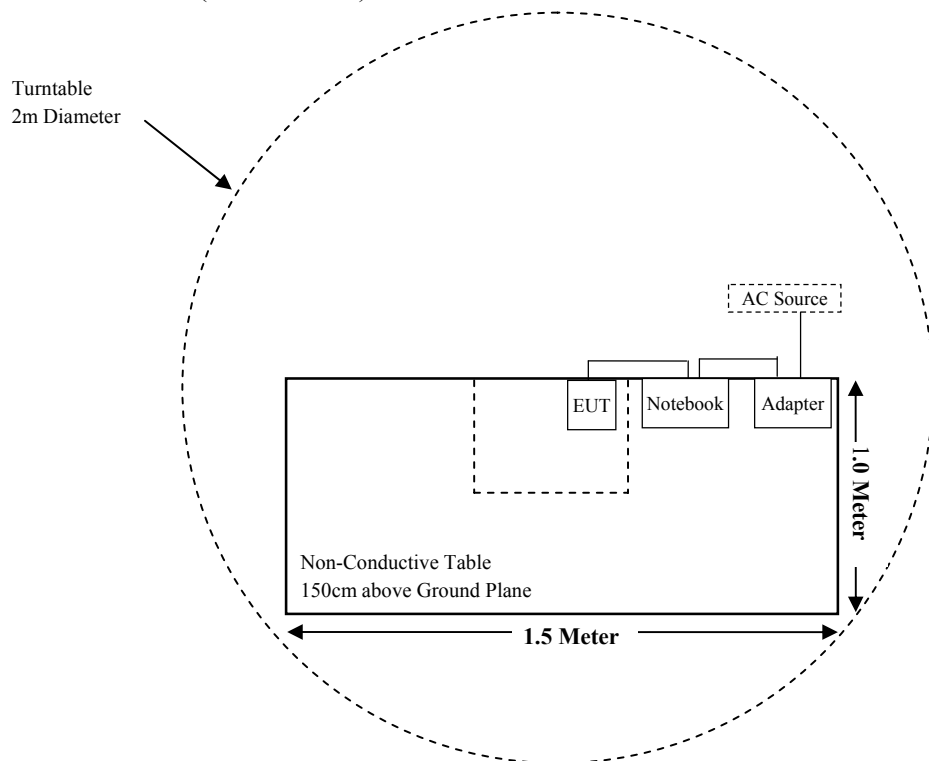 Turntable
2m Diameter
AC Source
EUT
Notebook
Adapter
1.0 Meter
Non-Conductive Table
150cm above Ground Plane
1.5 Meter